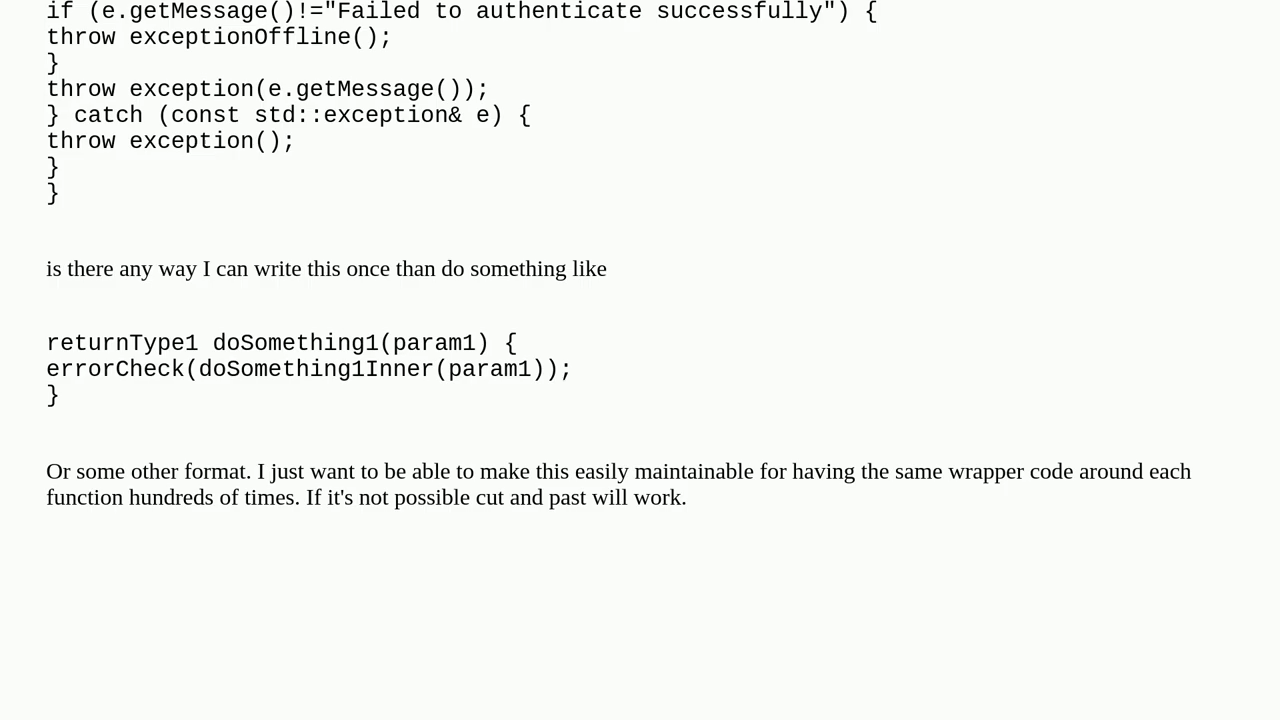 if (e.getMessage()!="Failed to authenticate successfully") {
throw exceptionOffline();
}
throw exception(e.getMessage());
} catch (const std::exception& e) {
throw exception();
}
}
is there any way I can write this once than do something like
returnType1 doSomething1(param1) {
errorCheck(doSomething1Inner(param1));
}
Or some other format. I just want to be able to make this easily maintainable for having the same wrapper code around each
function hundreds of times. If it's not possible cut and past will work.